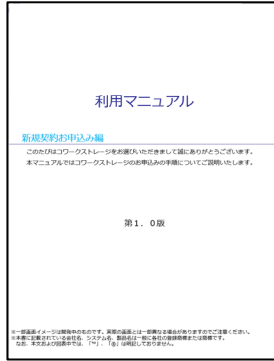 利用マニュアル
新規契約お申込み編
このたびはコワークストレージをお選びいただきまして誠にありがとうございます。
本マニュアルではコワークストレージのお申込みの手順についてご説明いたします。
第1.0版
※一部画面イメージは開発中のものです。実際の画面とは一部異なる場合がありますのでご注意ください。
※本書に記載されている会社名、システム名、製品名は一般に各社の登録商標または商標です。
なお、本文および図表中では、「™」、「®」は明記しておりません。